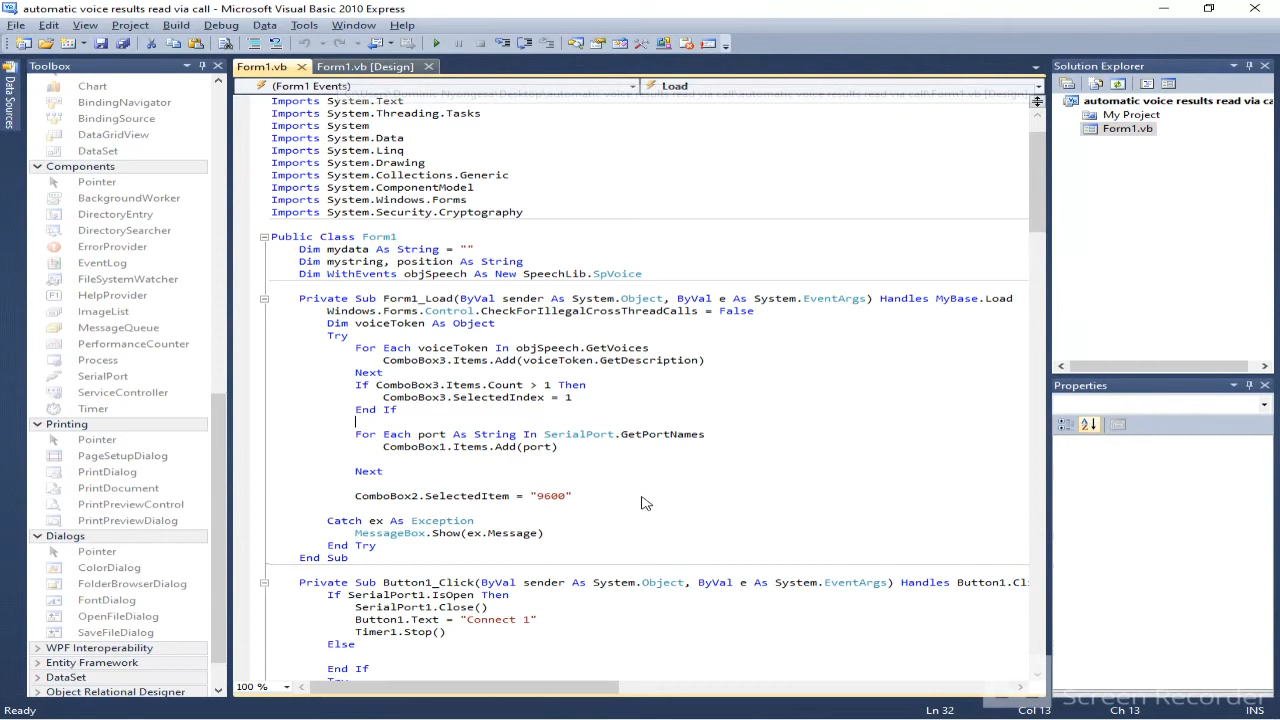 automatic voice results read via call - Microsoft Visual Basic 2010 Express
File Edit View Project Build Debug Data Tools Window Help
Data Sources
Toolbox
Chart
BindingNavigator
BindingSource
DataGridView
DataSet
Components
Pointer
BackgroundWorker
DirectoryEntry
DirectorySearcher
ErrorProvider
EventLog
FileSystemWatcher
HelpProvider
ImageList
MessageQueue
PerformanceCounter
Process
SerialPort
ServiceController
Timer
Printing
Pointer
PageSetupDialog
PrintDialog
PrintDocument
PrintPreviewControl
PrintPreviewDialog
Dialogs
Pointer
ColorDialog
FolderBrowserDialog
FontDialog
OpenFileDialog
SaveFileDialog
WPF Interoperability
Entity Framework
DataSet
Object Relational Designer
Form1.vb
Form1.vb [Design]
(Form1 Events)
Load
Imports System.Text
Imports System.Threading.Tasks
Imports System
Imports System.Data
Imports System.Linq
Imports System.Drawing
Imports System.Collections.Generic
Imports System.ComponentModel
Imports System.Windows.Forms
Imports System.Security.Cryptography
Public Class Form1
Dim mydata As String = ""
Dim mystring, position As String
Dim WithEvents objSpeech As New SpeechLib.SpVoice
Private Sub Form1_Load(ByVal sender As System.Object, ByVal e As System.EventArgs) Handles MyBase.Load
Windows.Forms.Control.CheckForIllegalCrossThreadCalls = False
Dim voiceToken As Object
Try
For Each voiceToken In objSpeech.GetVoices
ComboBox3.Items.Add(voiceToken.GetDescription)
Next
If ComboBox3.Items.Count > 1 Then
ComboBox3.SelectedIndex = 1
End If
For Each port As String In SerialPort.GetPortNames
ComboBox1.Items.Add(port)
Next
ComboBox2.SelectedItem = "9600"
Catch ex As Exception
MessageBox.Show(ex.Message)
End Try
End Sub
Private Sub Button1_Click(ByVal sender As System.Object, ByVal e As System.EventArgs) Handles Button1.Cli
If SerialPort1.IsOpen Then
SerialPort1.Close()
Button1.Text = "Connect 1"
Timer1.Stop()
Else
End If
100 %
Solution Explorer
automatic voice results read via ca
My Project
Form1.vb
Properties
Screen Recorder
Ready
Ln 32
Col 13
Ch 13
INS